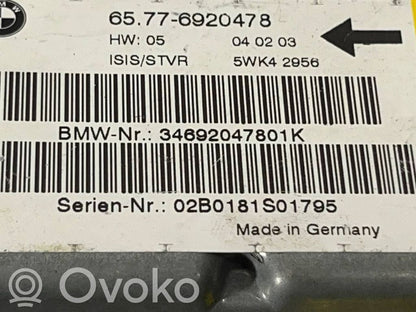 BMW
65.77-6920478
HW: 05 04 02 03
ISIS/STVR 5WK4 2956
BMW-Nr.: 34692047801K
Serien-Nr.: 02B0181S01795
Made in Germany
Ovoko